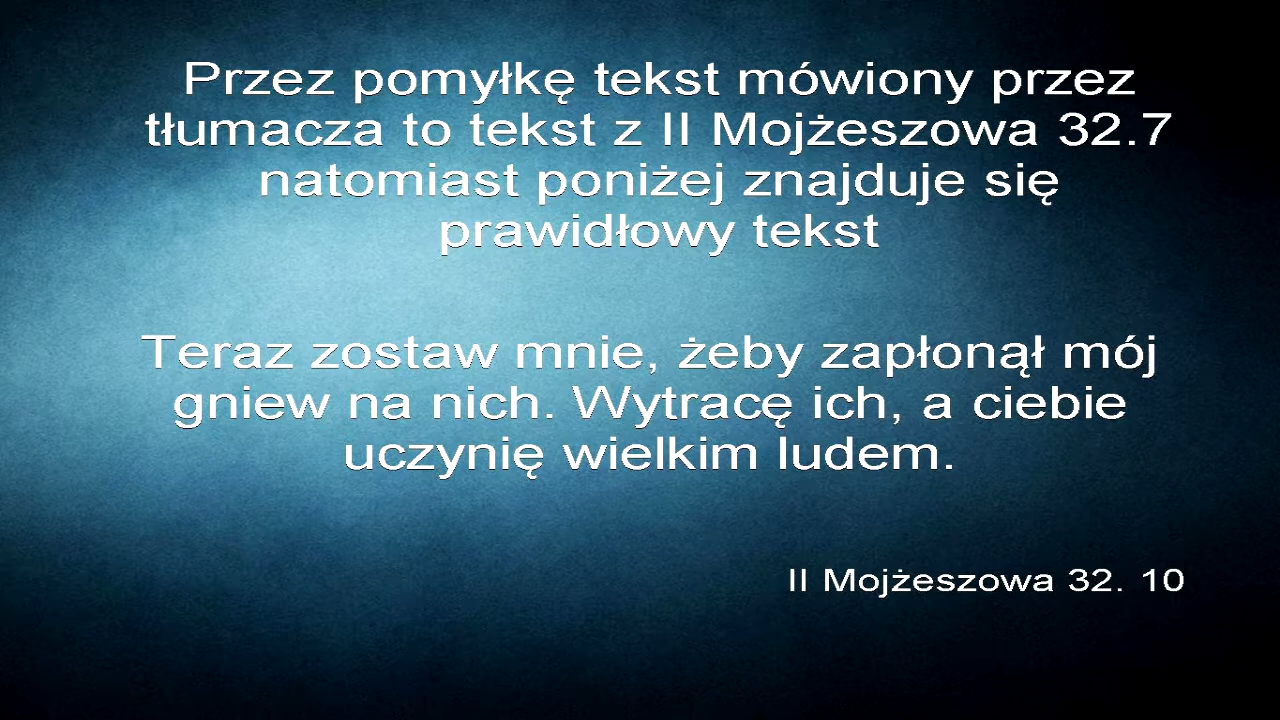 Przez pomyłkę tekst mówiony przez
tłumacza to tekst z II Mojżeszowa 32.7
natomiast poniżej znajduje się
prawidłowy tekst
Teraz zostaw mnie, żeby zapłonął mój
gniew na nich. Wytracę ich, a ciebie
uczynię wielkim ludem.
II Mojżeszowa 32. 10